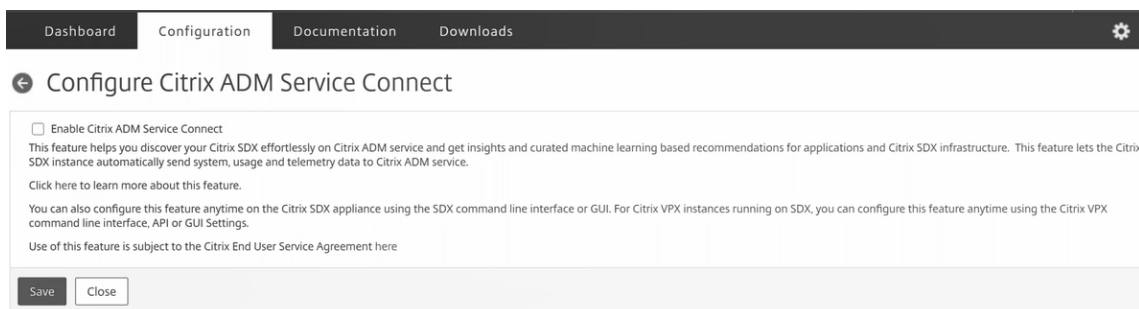 Dashboard Configuration Documentation Downloads
Configure Citrix ADM Service Connect
Enable Citrix ADM Service Connect
This feature helps you discover your Citrix SDX effortlessly on Citrix ADM service and get insights and curated machine learning based recommendations for applications and Citrix SDX infrastructure. This feature lets the Citrix
SDX instance automatically send system, usage and telemetry data to Citrix ADM service.
Click here to learn more about this feature.
You can also configure this feature anytime on the Citrix SDX appliance using the SDX command line interface or GUI. For Citrix VPX instances running on SDX, you can configure this feature anytime using the Citrix VPX
command line interface, API or GUI Settings.
Use of this feature is subject to the Citrix End User Service Agreement here
Save Close